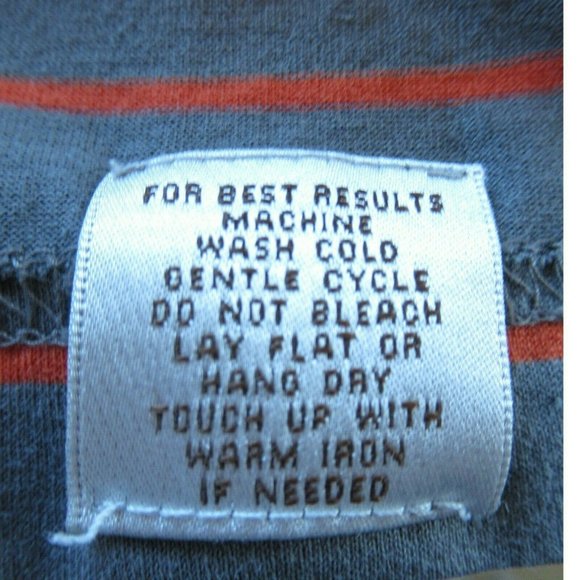 FOR BEST RESULTS
MACHINE
WASH COLD
GENTLE CYCLE
DO NOT BLEACH
LAY FLAT OR
HANG DRY
TOUCH UP WITH
WARM IRON
IF NEEDED